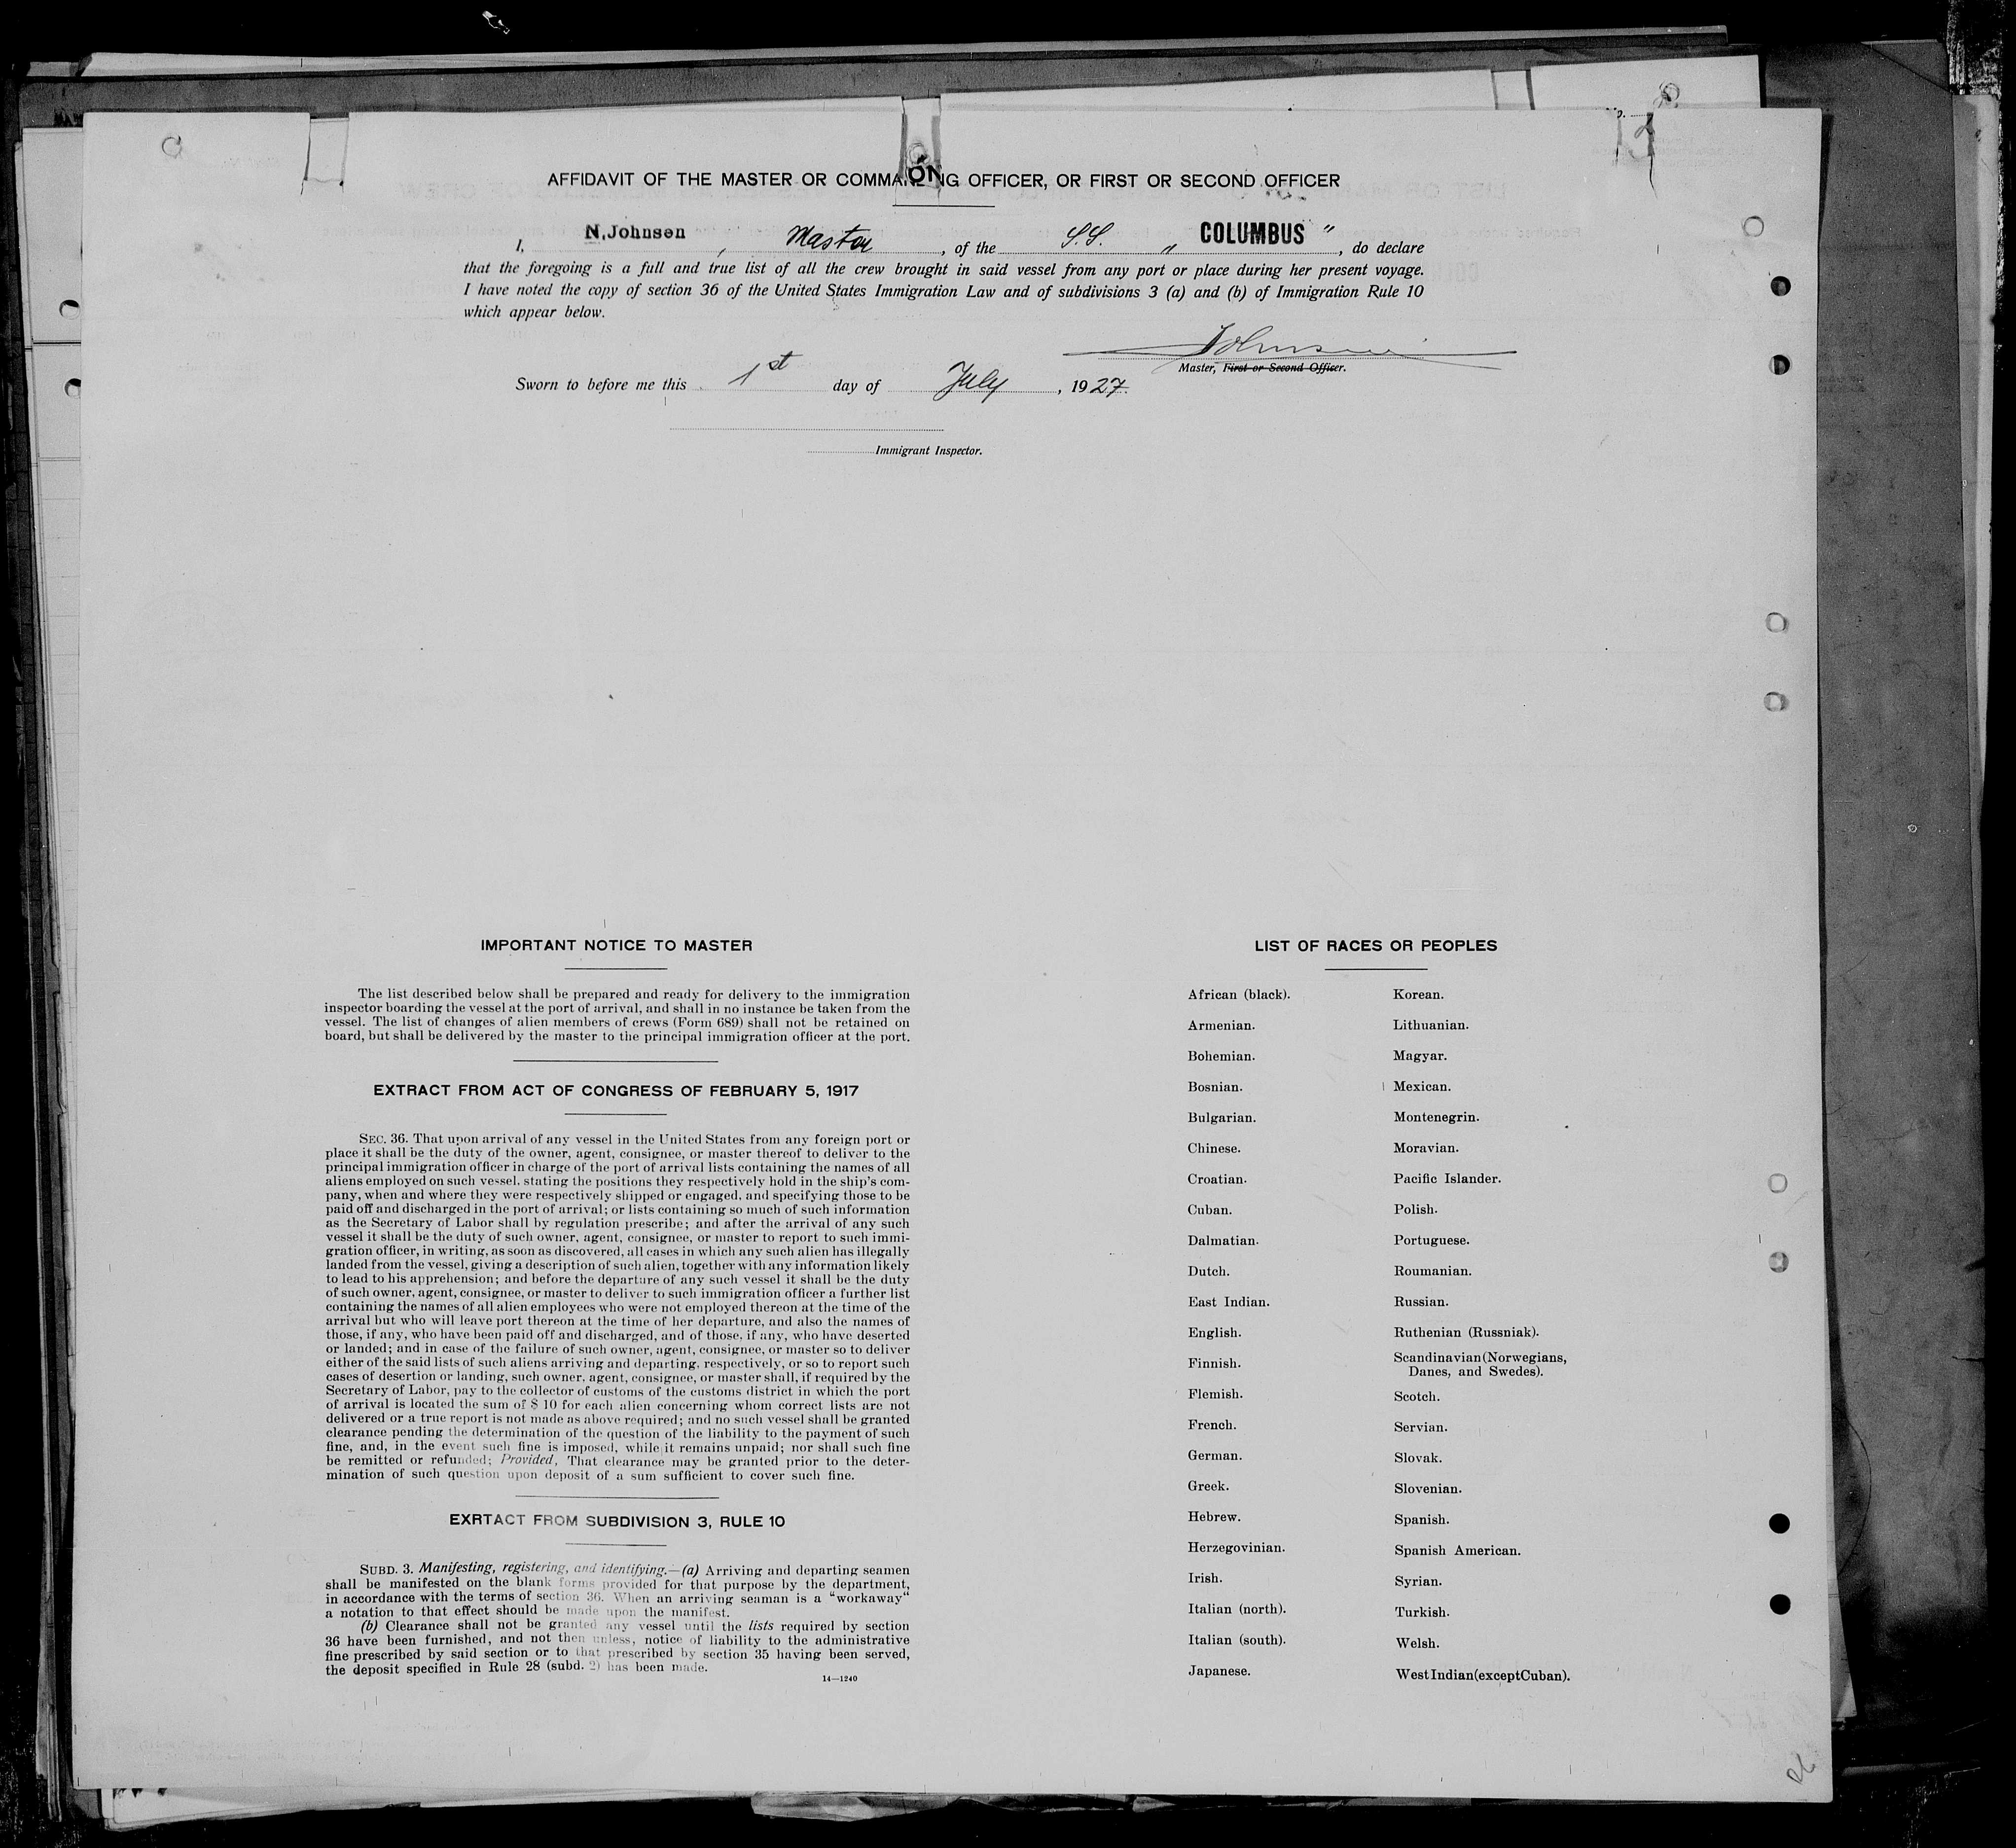 AFFIDAVIT OF THE MASTER OR COMMANDING OFFICER, OR FIRST OR SECOND OFFICER
I, N. Johnsen, Master, of the S.S. „ COLUMBUS ", do declare
that the foregoing is a full and true list of all the crew brought in said vessel from any port or place during her present voyage.
I have noted the copy of section 36 of the United States Immigration Law and of subdivisions 3 (a) and (b) of Immigration Rule 10
which appear below.
Johnsen
Master, First or Second Officer.
Sworn to before me this 1st day of July, 1927.
Immigrant Inspector.
IMPORTANT NOTICE TO MASTER
The list described below shall be prepared and ready for delivery to the immigration
inspector boarding the vessel at the port of arrival, and shall in no instance be taken from the
vessel. The list of changes of alien members of crews (Form 689) shall not be retained on
board, but shall be delivered by the master to the principal immigration officer at the port.
EXTRACT FROM ACT OF CONGRESS OF FEBRUARY 5, 1917
SEC. 36. That upon arrival of any vessel in the United States from any foreign port or
place it shall be the duty of the owner, agent, consignee, or master thereof to deliver to the
principal immigration officer in charge of the port of arrival lists containing the names of all
aliens employed on such vessel, stating the positions they respectively hold in the ship's com-
pany, when and where they were respectively shipped or engaged, and specifying those to be
paid off and discharged in the port of arrival; or lists containing so much of such information
as the Secretary of Labor shall by regulation prescribe; and after the arrival of any such
vessel it shall be the duty of such owner, agent, consignee, or master to report to such immi-
gration officer, in writing, as soon as discovered, all cases in which any such alien has illegally
landed from the vessel, giving a description of such alien, together with any information likely
to lead to his apprehension; and before the departure of any such vessel it shall be the duty
of such owner, agent, consignee, or master to deliver to such immigration officer a further list
containing the names of all alien employees who were not employed thereon at the time of the
arrival but who will leave port thereon at the time of her departure, and also the names of
those, if any, who have been paid off and discharged, and of those, if any, who have deserted
or landed; and in case of the failure of such owner, agent, consignee, or master so to deliver
either of the said lists of such aliens arriving and departing, respectively, or so to report such
cases of desertion or landing, such owner, agent, consignee, or master shall, if required by the
Secretary of Labor, pay to the collector of customs of the customs district in which the port
of arrival is located the sum of $ 10 for each alien concerning whom correct lists are not
delivered or a true report is not made as above required; and no such vessel shall be granted
clearance pending the determination of the question of the liability to the payment of such
fine, and, in the event such fine is imposed, while it remains unpaid; nor shall such fine
be remitted or refunded; Provided, That clearance may be granted prior to the deter-
mination of such question upon deposit of a sum sufficient to cover such fine.
EXRTACT FROM SUBDIVISION 3, RULE 10
SUBD. 3. Manifesting, registering, and identifying.—(a) Arriving and departing seamen
shall be manifested on the blank forms provided for that purpose by the department,
in accordance with the terms of section 36. When an arriving seaman is a "workaway"
a notation to that effect should be made upon the manifest.
(b) Clearance shall not be granted any vessel until the lists required by section
36 have been furnished, and not then unless, notice of liability to the administrative
fine prescribed by said section or to that prescribed by section 35 having been served,
the deposit specified in Rule 28 (subd. 2) has been made.
14—1240
LIST OF RACES OR PEOPLES
African (black).
Armenian.
Bohemian.
Bosnian.
Bulgarian.
Chinese.
Croatian.
Cuban.
Dalmatian.
Dutch.
East Indian.
English.
Finnish.
Flemish.
French.
German.
Greek.
Hebrew.
Herzegovinian.
Irish.
Italian (north).
Italian (south).
Japanese.
Korean.
Lithuanian.
Magyar.
Mexican.
Montenegrin.
Moravian.
Pacific Islander.
Polish.
Portuguese.
Roumanian.
Russian.
Ruthenian (Russniak).
Scandinavian (Norwegians,
Danes, and Swedes).
Scotch.
Servian.
Slovak.
Slovenian.
Spanish.
Spanish American.
Syrian.
Turkish.
Welsh.
West Indian (except Cuban).